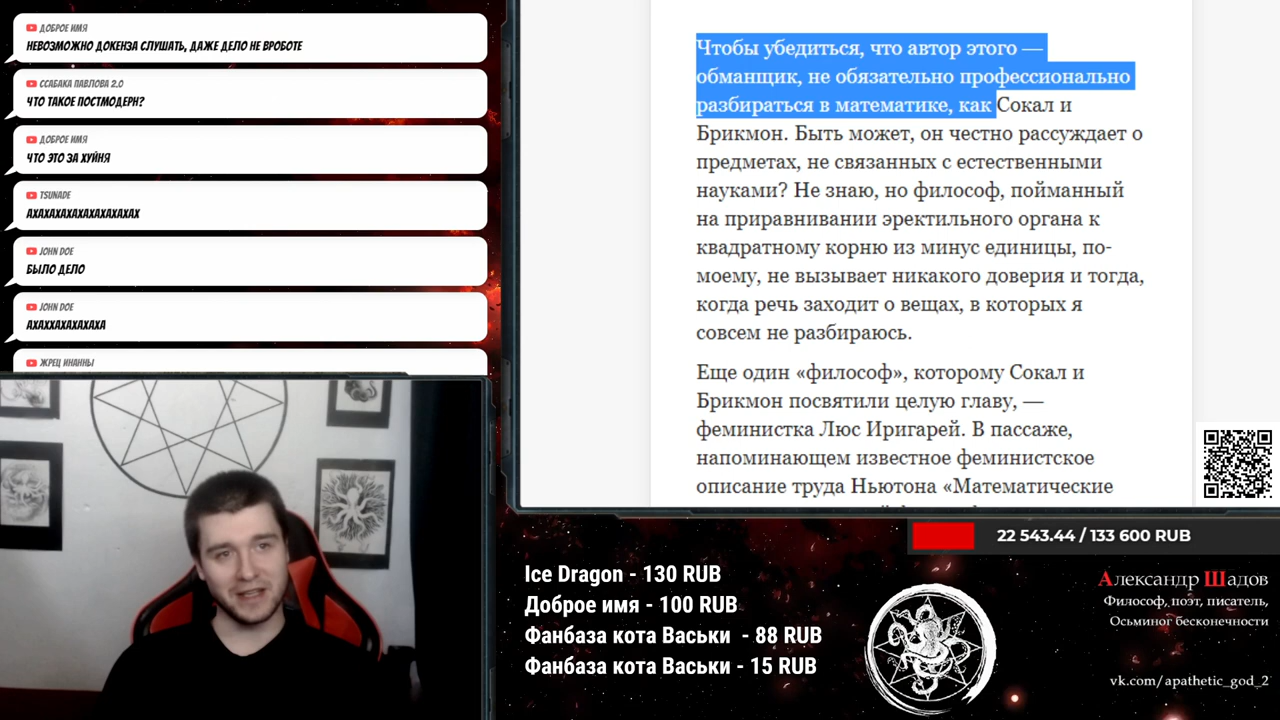 ДОБРОЕ ИМЯ
НЕВОЗМОЖНО ДОКЕНЗА СЛУШАТЬ, ДАЖЕ ДЕЛО НЕ ВРОБОТЕ
ССАБАКА ПАВЛОВА 2.0
ЧТО ТАКОЕ ПОСТМОДЕРН?
ДОБРОЕ ИМЯ
ЧТО ЭТО ЗА ХУЙНЯ
TSUNADE
АХАХАХАХАХАХАХАХАХ
JOHN DOE
БЫЛО ДЕЛО
JOHN DOE
АХАХХАХАХАХАХА
ЖРЕЦ ИНАННЫ
Чтобы убедиться, что автор этого —
обманщик, не обязательно профессионально
разбираться в математике, как Сокал и
Брикмон. Быть может, он честно рассуждает о
предметах, не связанных с естественными
науками? Не знаю, но философ, пойманный
на приравнивании эректильного органа к
квадратному корню из минус единицы, по-
моему, не вызывает никакого доверия и тогда,
когда речь заходит о вещах, в которых я
совсем не разбираюсь.
Еще один «философ», которому Сокал и
Брикмон посвятили целую главу, —
феминистка Люс Иригарей. В пассаже,
напоминающем известное феминистское
описание труда Ньютона «Математические
22 543.44 / 133 600 RUB
Ice Dragon - 130 RUB
Доброе имя - 100 RUB
Фанбаза кота Васьки - 88 RUB
Фанбаза кота Васьки - 15 RUB
Александр Шадов
Философ, поэт, писатель,
Осьминог бесконечности
vk.com/apathetic_god_2